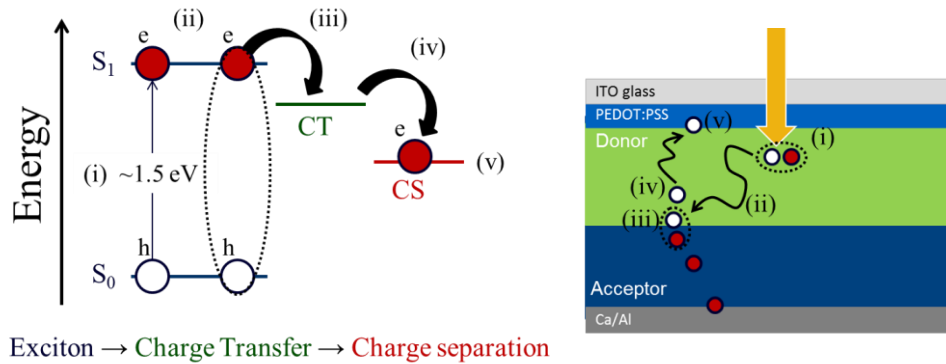 (ii)
(iii)
e
e
(iv)
S1
CT
e
(v)
CS
(i) ~1.5 eV
h
h
S0
Energy
Exciton → Charge Transfer → Charge separation
ITO glass
PEDOT:PSS
(v)
Donor
(i)
(iv)
(ii)
(iii)
Acceptor
Ca/Al